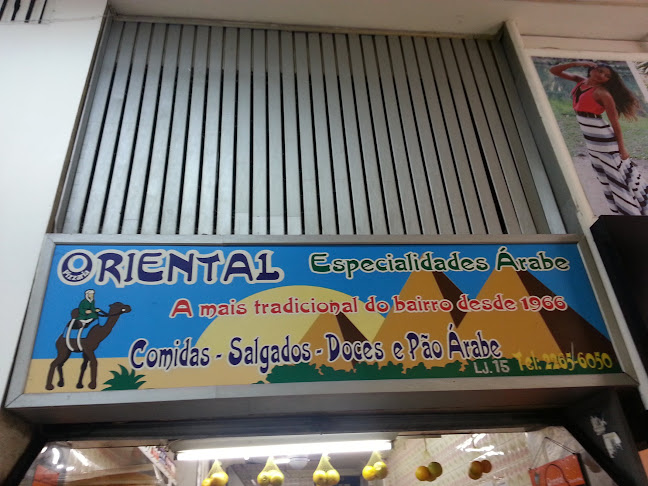 ORIENTAL
PIZZARIA
Especialidades Árabe
A mais tradicional do bairro desde 1966
Comidas - Salgados - Doces e Pão Árabe
LJ.15 Tel: 2265-6050